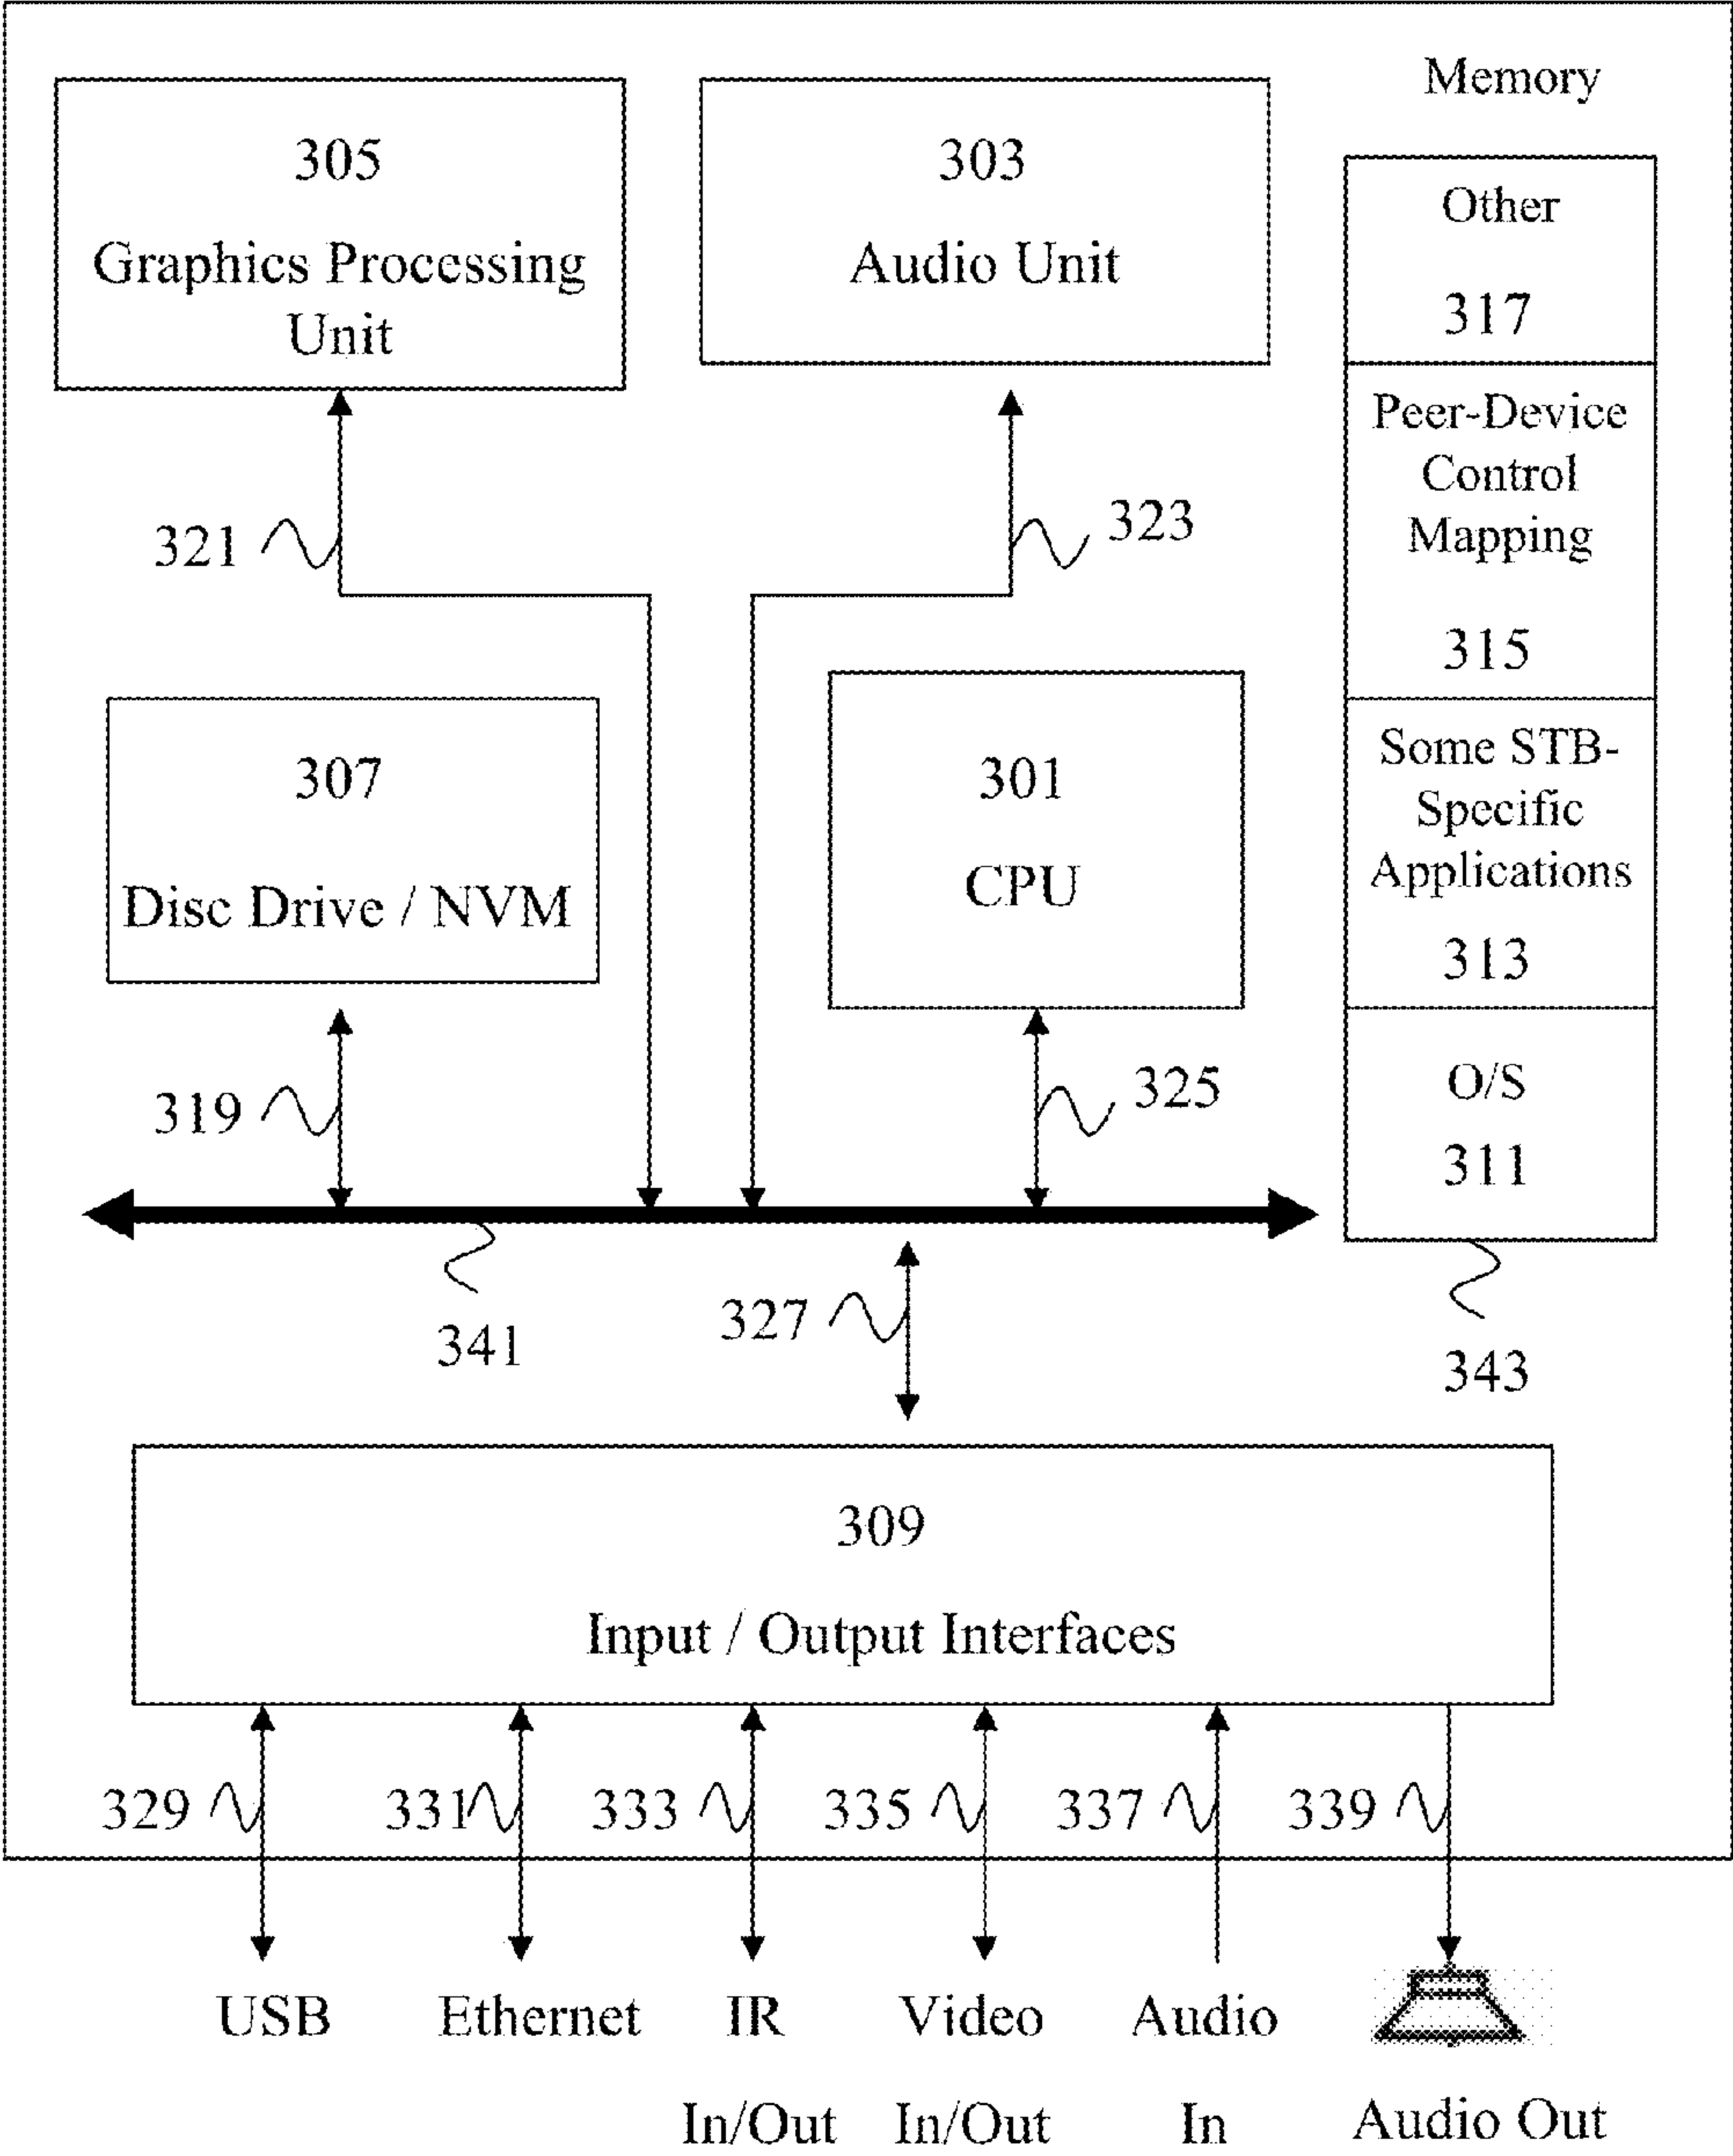 Memory
305
Graphics Processing
Unit
303
Audio Unit
Other
317
Peer-Device
Control
Mapping
315
Some STB-
Specific
Applications
313
O/S
311
321
323
307
Disc Drive / NVM
301
CPU
319
325
341
327
343
309
Input / Output Interfaces
329
331
333
335
337
339
USB
Ethernet
IR
In/Out
Video
In/Out
Audio
In
Audio Out